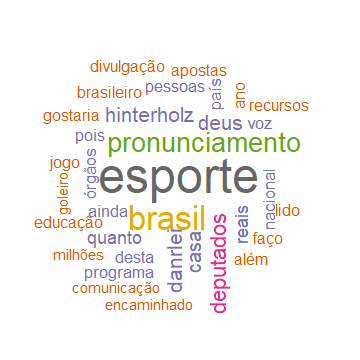 divulgação
apostas
brasileiro
pessoas
país
ano
recursos
gostaria
hinterholz
deus
voz
pois
pronunciamento
jogo
órgãos
esporte
goleiro
nacional
ainda
brasil
deputados
reais
lido
educação
quanto
danrlei
casa
faço
milhões
desta
além
programa
comunicação
encaminhado